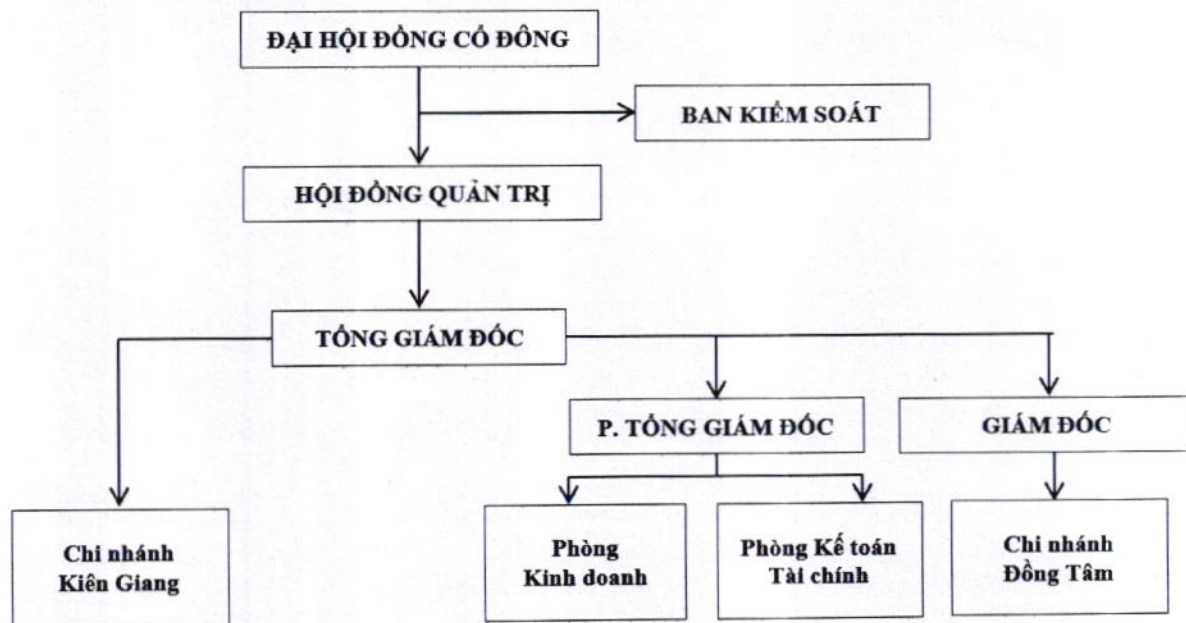 ĐẠI HỘI ĐỒNG CỔ ĐÔNG
BAN KIỂM SOÁT
HỘI ĐỒNG QUẢN TRỊ
TỔNG GIÁM ĐỐC
P. TỔNG GIÁM ĐỐC
GIÁM ĐỐC
Chi nhánh
Kiên Giang
Phòng
Kinh doanh
Phòng Kế toán
Tài chính
Chi nhánh
Đồng Tâm